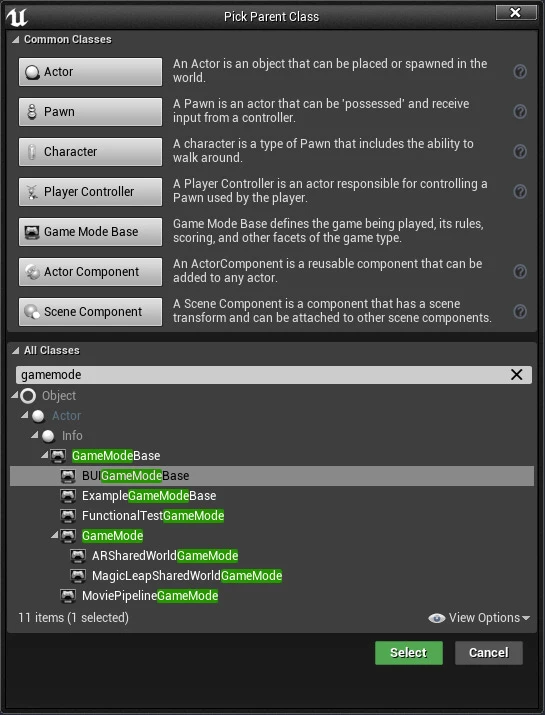 Pick Parent Class
Common Classes
Actor
An Actor is an object that can be placed or spawned in the
world.
Pawn
A Pawn is an actor that can be 'possessed' and receive
input from a controller.
Character
A character is a type of Pawn that includes the ability to
walk around.
Player Controller
A Player Controller is an actor responsible for controlling a
Pawn used by the player.
Game Mode Base
Game Mode Base defines the game being played, its rules,
scoring, and other facets of the game type.
Actor Component
An ActorComponent is a reusable component that can be
added to any actor.
Scene Component
A Scene Component is a component that has a scene
transform and can be attached to other scene components.
All Classes
gamemode
Object
Actor
Info
GameModeBase
BUIGameModeBase
ExampleGameModeBase
FunctionalTestGameMode
GameMode
ARSharedWorldGameMode
MagicLeapSharedWorldGameMode
MoviePipelineGameMode
11 items (1 selected)
View Options
Select
Cancel